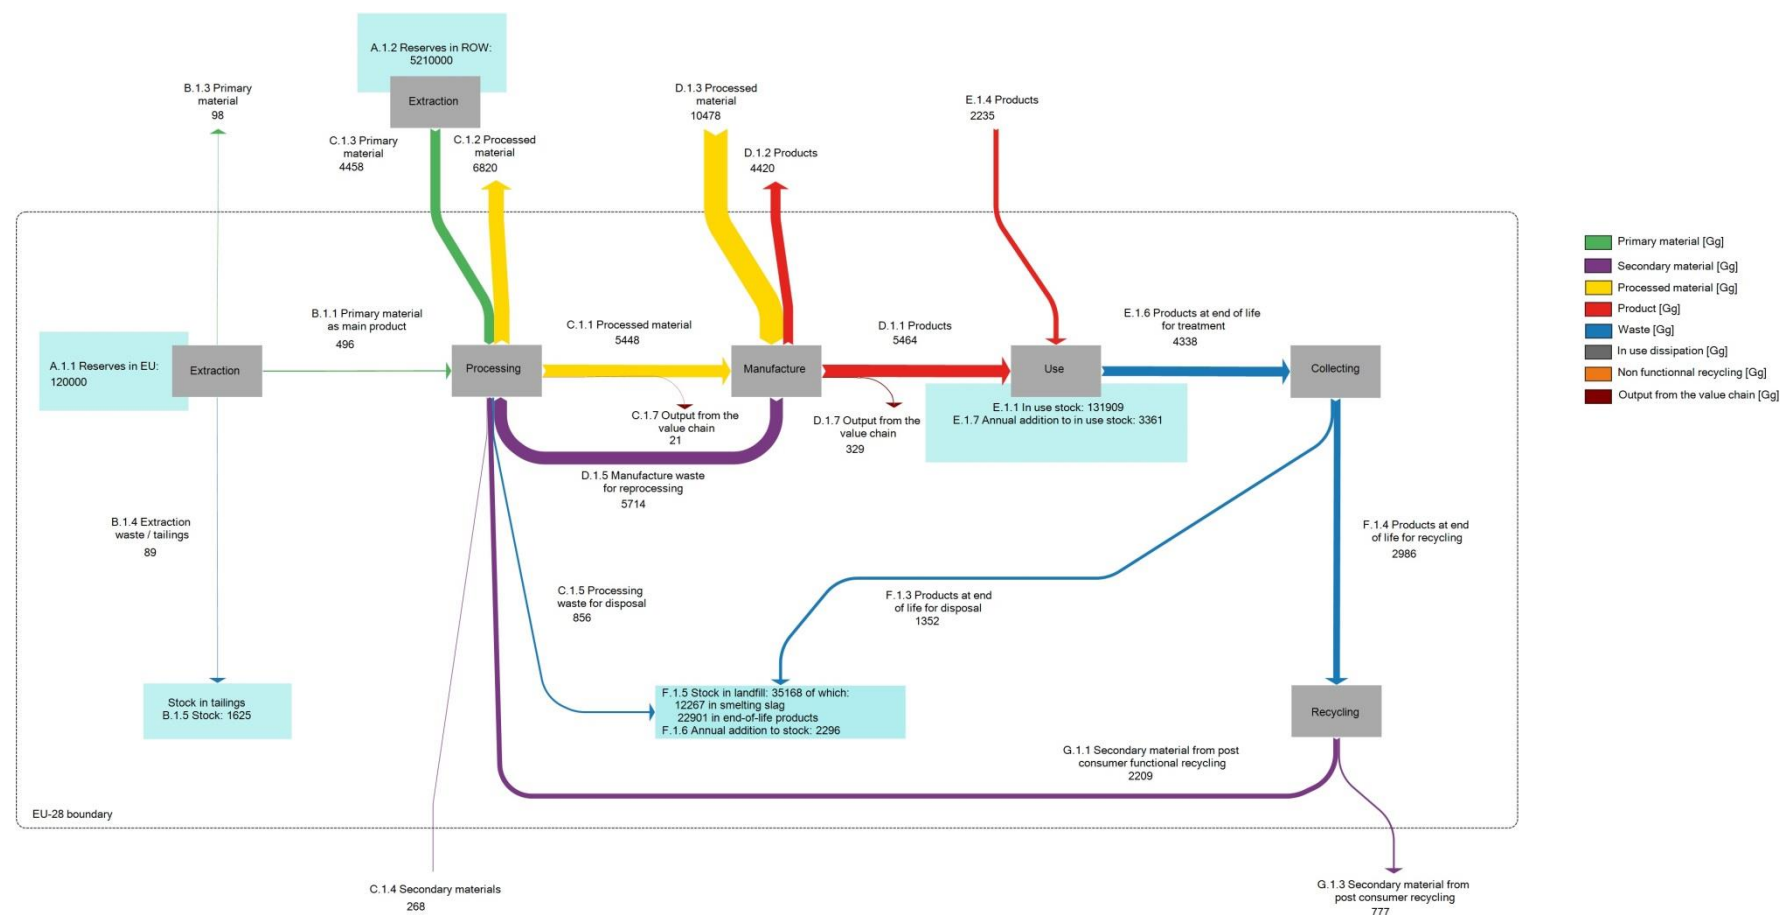 A.1.2 Reserves in ROW:
5210000
Extraction
B.1.3 Primary
material
98
C.1.3 Primary
material
4458
C.1.2 Processed
material
6820
D.1.3 Processed
material
10478
D.1.2 Products
4420
E.1.4 Products
2235
Primary material [Gg]
Secondary material [Gg]
Processed material [Gg]
Product [Gg]
Waste [Gg]
In use dissipation [Gg]
Non functionnal recycling [Gg]
Output from the value chain [Gg]
A.1.1 Reserves in EU:
120000
Extraction
B.1.1 Primary material
as main product
496
Processing
C.1.1 Processed material
5448
Manufacture
D.1.1 Products
5464
Use
E.1.6 Products at end of life
for treatment
4338
Collecting
C.1.7 Output from the
value chain
21
D.1.7 Output from the
value chain
329
E.1.1 In use stock: 131909
E.1.7 Annual addition to in use stock: 3361
D.1.5 Manufacture waste
for reprocessing
5714
B.1.4 Extraction
waste / tailings
89
F.1.4 Products at end
of life for recycling
2986
C.1.5 Processing
waste for disposal
856
F.1.3 Products at end
of life for disposal
1352
Stock in tailings
B.1.5 Stock: 1625
F.1.5 Stock in landfill: 35168 of which:
12267 in smelting slag
22901 in end-of-life products
F.1.6 Annual addition to stock: 2296
Recycling
G.1.1 Secondary material from post
consumer functional recycling
2209
EU-28 boundary
C.1.4 Secondary materials
268
G.1.3 Secondary material from
post consumer recycling
777